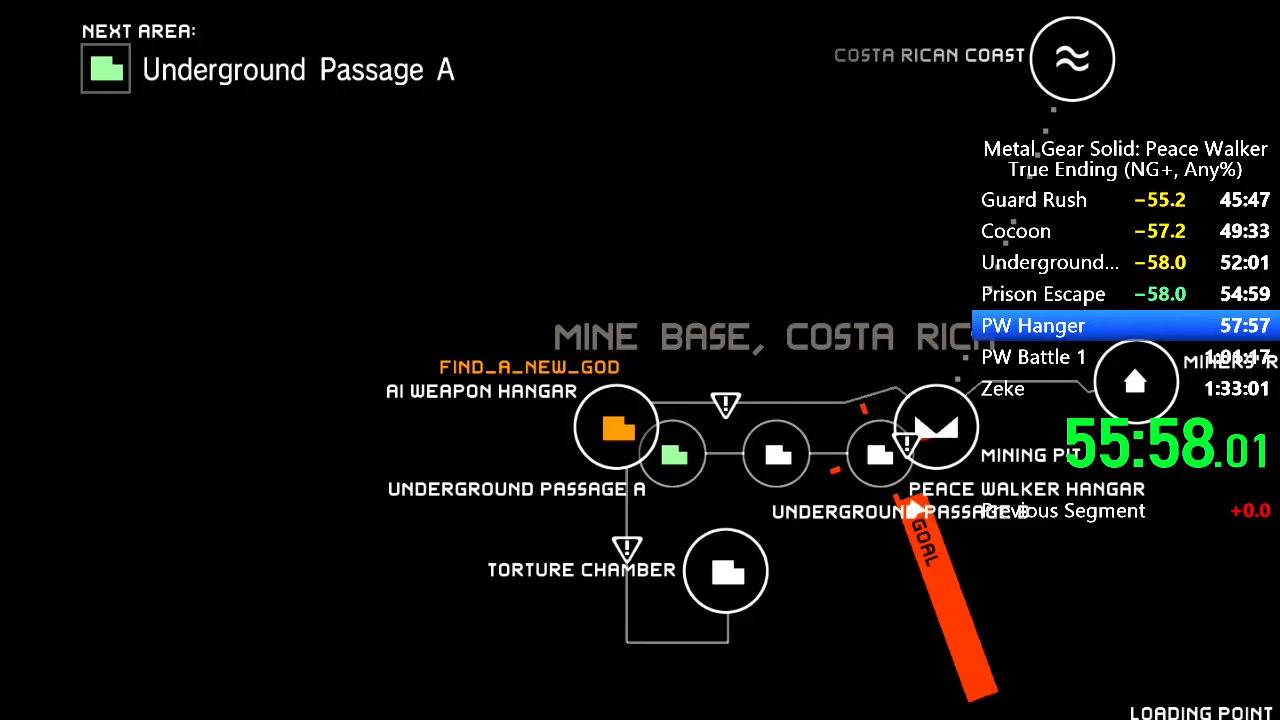 NEXT AREA:
Underground Passage A
COSTA RICAN COAST
Metal Gear Solid: Peace Walker
True Ending (NG+, Any%)
Guard Rush -55.2 45:47
Cocoon -57.2 49:33
Underground... -58.0 52:01
Prison Escape -58.0 54:59
PW Hanger 57:57
PW Battle 1 1:01:17
Zeke 1:33:01
55:58.01
Previous Segment +0.0
MINE BASE, COSTA RIC
FIND_A_NEW_GOD
AI WEAPON HANGAR
MINERS'
MINING PIT
UNDERGROUND PASSAGE A
PEACE WALKER HANGAR
UNDERGROUND PASSAGE B
GOAL
TORTURE CHAMBER
LOADING POINT